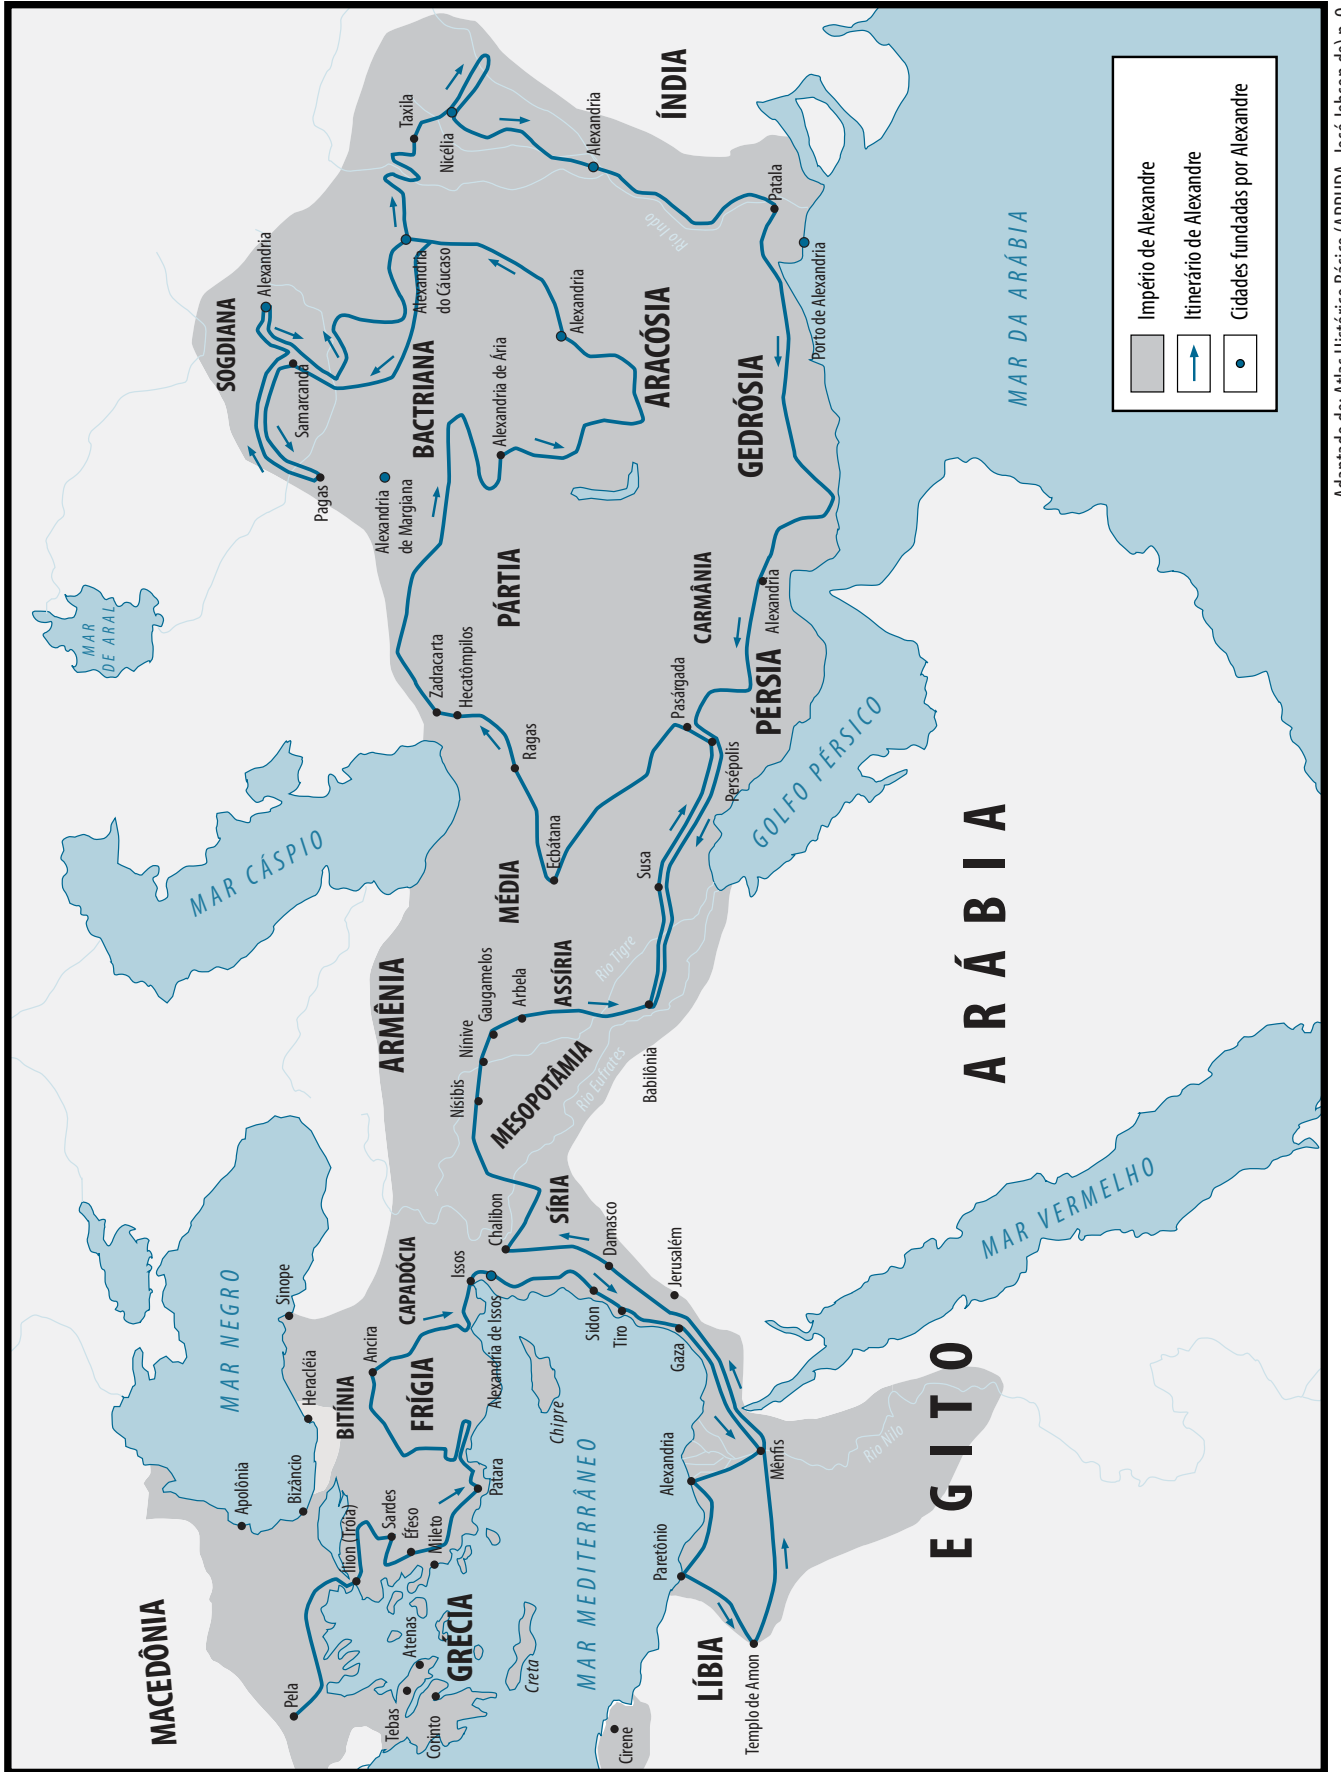 MACEDÔNIA
Pela
Apolônia
Bizâncio
Heracléia
Sinope
MAR NEGRO
BITÍNIA
Ancira
CAPADÓCIA
FRÍGIA
Ílion (Tróia)
Sardes
Éfeso
Mileto
Patara
Tebas
Atenas
Corinto
GRÉCIA
Creta
Chipre
Issos
Alexandria de Issos
MAR MEDITERRÂNEO
Cirene
LÍBIA
Templo de Amon
Paretônio
Alexandria
Mênfis
Rio Nilo
EGITO
Gaza
Tiro
Sidon
Jerusalém
Damasco
SÍRIA
Chalibon
MAR VERMELHO
ARMÊNIA
Nísibis
Nínive
Gaugamelos
Arbela
ASSÍRIA
MESOPOTÂMIA
Rio Tigre
Rio Eufrates
Babilônia
ARÁBIA
MAR CÁSPIO
MÉDIA
Ecbátana
Susa
Ragas
Hecatômpilos
Zadracarta
Pasárgada
Persépolis
PÉRSIA
GOLFO PÉRSICO
CARMÂNIA
Alexandria
PÁRTIA
MAR
DE ARAL
Alexandria
de Margiana
Pagas
Samarcanda
SOGDIANA
Alexandria
BACTRIANA
Alexandria de Ária
Alexandria
do Cáucaso
Alexandria
ARACÓSIA
GEDRÓSIA
Porto de Alexandria
Patala
Rio Indo
Alexandria
Nicélia
Taxila
ÍNDIA
MAR DA ARÁBIA
Império de Alexandre
Itinerário de Alexandre
Cidades fundadas por Alexandre